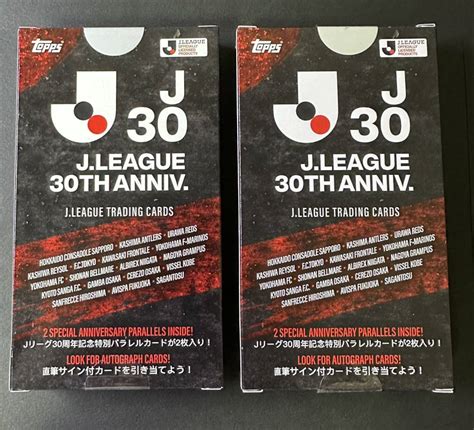 Topps
J.LEAGUE
OFFICIALLY
LICENSED
PRODUCTS
J
30
J.LEAGUE
30TH ANNIV.
J.LEAGUE TRADING CARDS
HOKKAIDO CONSADOLE SAPPORO • KASHIMA ANTLERS • URAWA REDS
KASHIWA REYSOL • F.C.TOKYO • KAWASAKI FRONTALE • YOKOHAMA F･MARINOS
YOKOHAMA FC • SHONAN BELLMARE • ALBIREX NIIGATA • NAGOYA GRAMPUS
KYOTO SANGA F.C. • GAMBA OSAKA • CEREZO OSAKA • VISSEL KOBE
SANFRECCE HIROSHIMA • AVISPA FUKUOKA • SAGANTOSU
2 SPECIAL ANNIVERSARY PARALLELS INSIDE!
Jリーグ30周年記念特別パラレルカードが2枚入り！
LOOK FOR AUTOGRAPH CARDS!
直筆サイン付カードを引き当てよう！
Topps
J.LEAGUE
OFFICIALLY
LICENSED
PRODUCTS
J
30
J.LEAGUE
30TH ANNIV.
J.LEAGUE TRADING CARDS
HOKKAIDO CONSADOLE SAPPORO • KASHIMA ANTLERS • URAWA REDS
KASHIWA REYSOL • F.C.TOKYO • KAWASAKI FRONTALE • YOKOHAMA F･MARINOS
YOKOHAMA FC • SHONAN BELLMARE • ALBIREX NIIGATA • NAGOYA GRAMPUS
KYOTO SANGA F.C. • GAMBA OSAKA • CEREZO OSAKA • VISSEL KOBE
SANFRECCE HIROSHIMA • AVISPA FUKUOKA • SAGANTOSU
2 SPECIAL ANNIVERSARY PARALLELS INSIDE!
Jリーグ30周年記念特別パラレルカードが2枚入り！
LOOK FOR AUTOGRAPH CARDS!
直筆サイン付カードを引き当てよう！